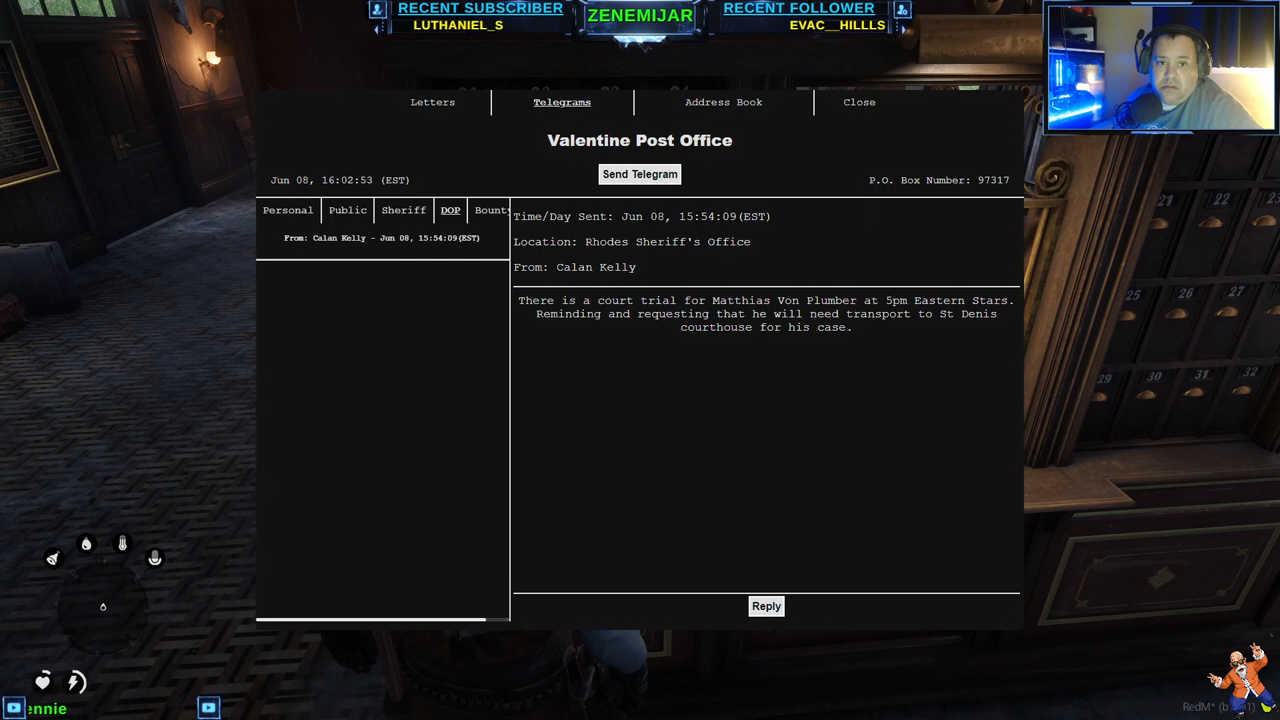 RECENT SUBSCRIBER
LUTHANIEL_S
ZENEMIJAR
RECENT FOLLOWER
EVAC__HILLLS
Letters
Telegrams
Address Book
Close
Valentine Post Office
Send Telegram
Jun 08, 16:02:53 (EST)
P.O. Box Number: 97317
Personal
Public
Sheriff
DOP
Bounty
From: Calan Kelly - Jun 08, 15:54:09(EST)
Time/Day Sent: Jun 08, 15:54:09(EST)
Location: Rhodes Sheriff's Office
From: Calan Kelly
There is a court trial for Matthias Von Plumber at 5pm Eastern Stars.
Reminding and requesting that he will need transport to St Denis
courthouse for his case.
Reply
21
22
25
26
27
29
30
31
32
ennie
RedM*